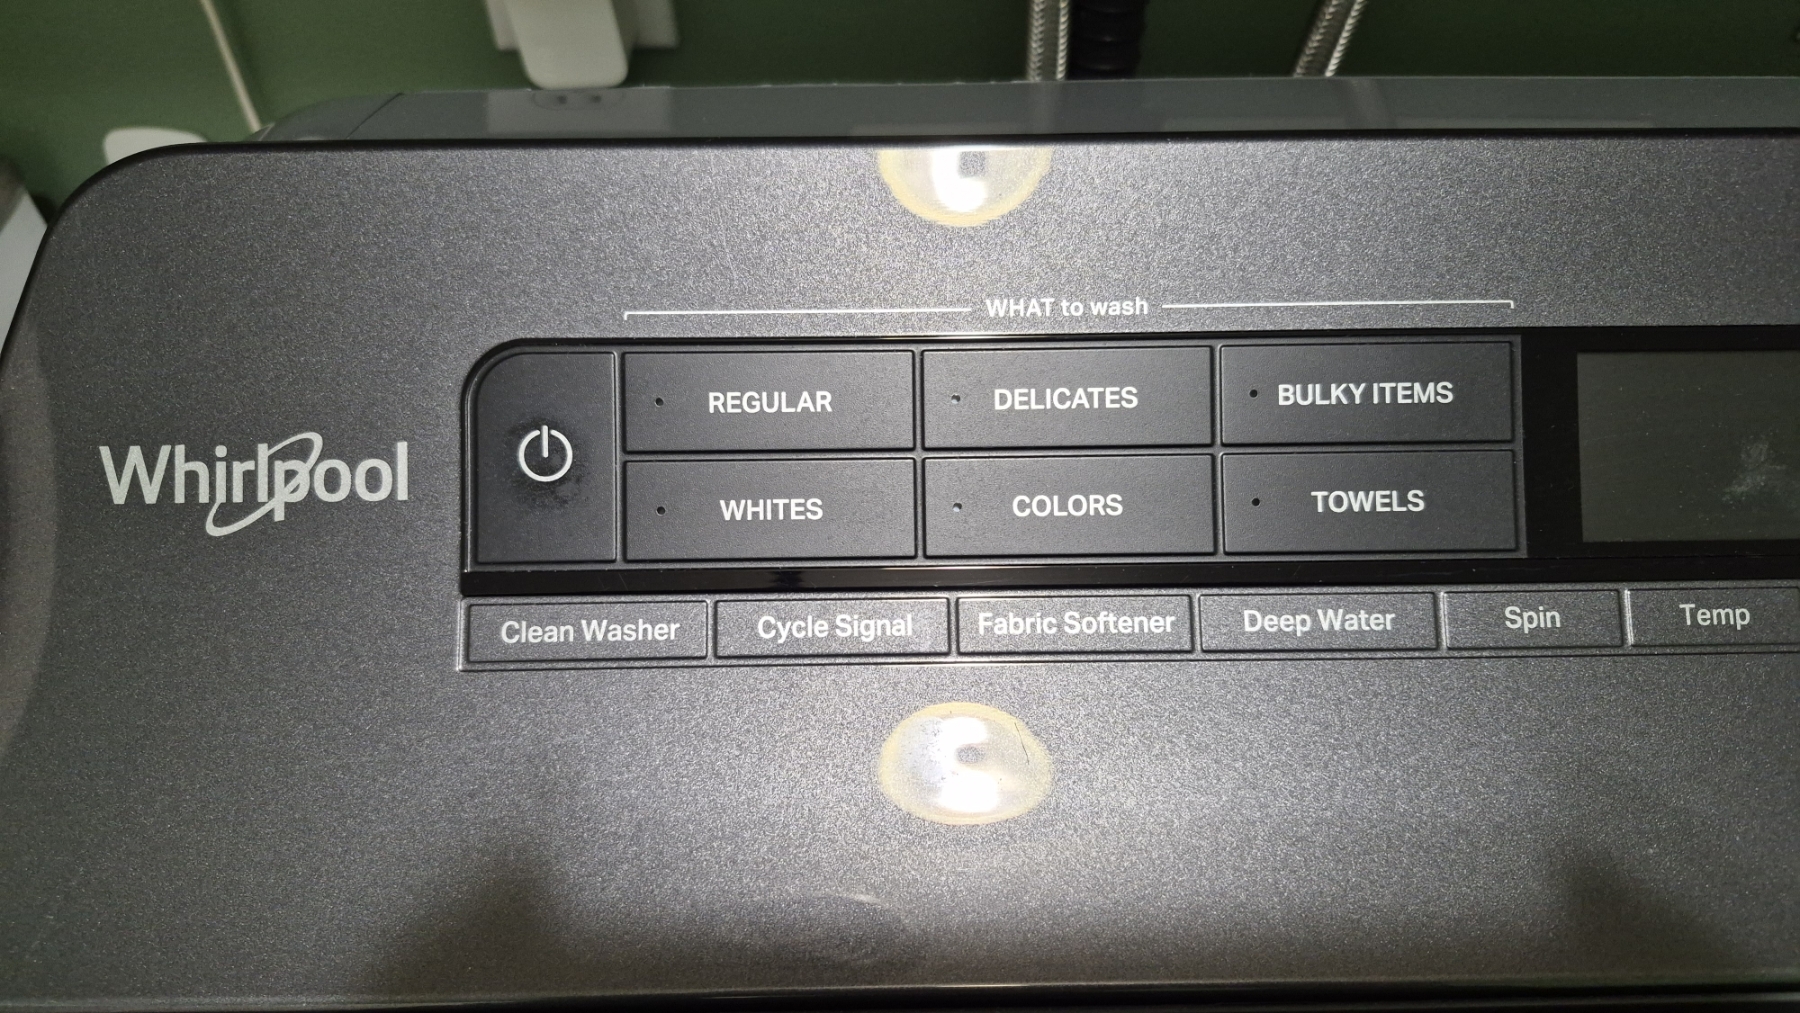 WHAT to wash
Whirlpool
REGULAR DELICATES BULKY ITEMS
WHITES COLORS TOWELS
Clean Washer Cycle Signal Fabric Softener Deep Water Spin Temp